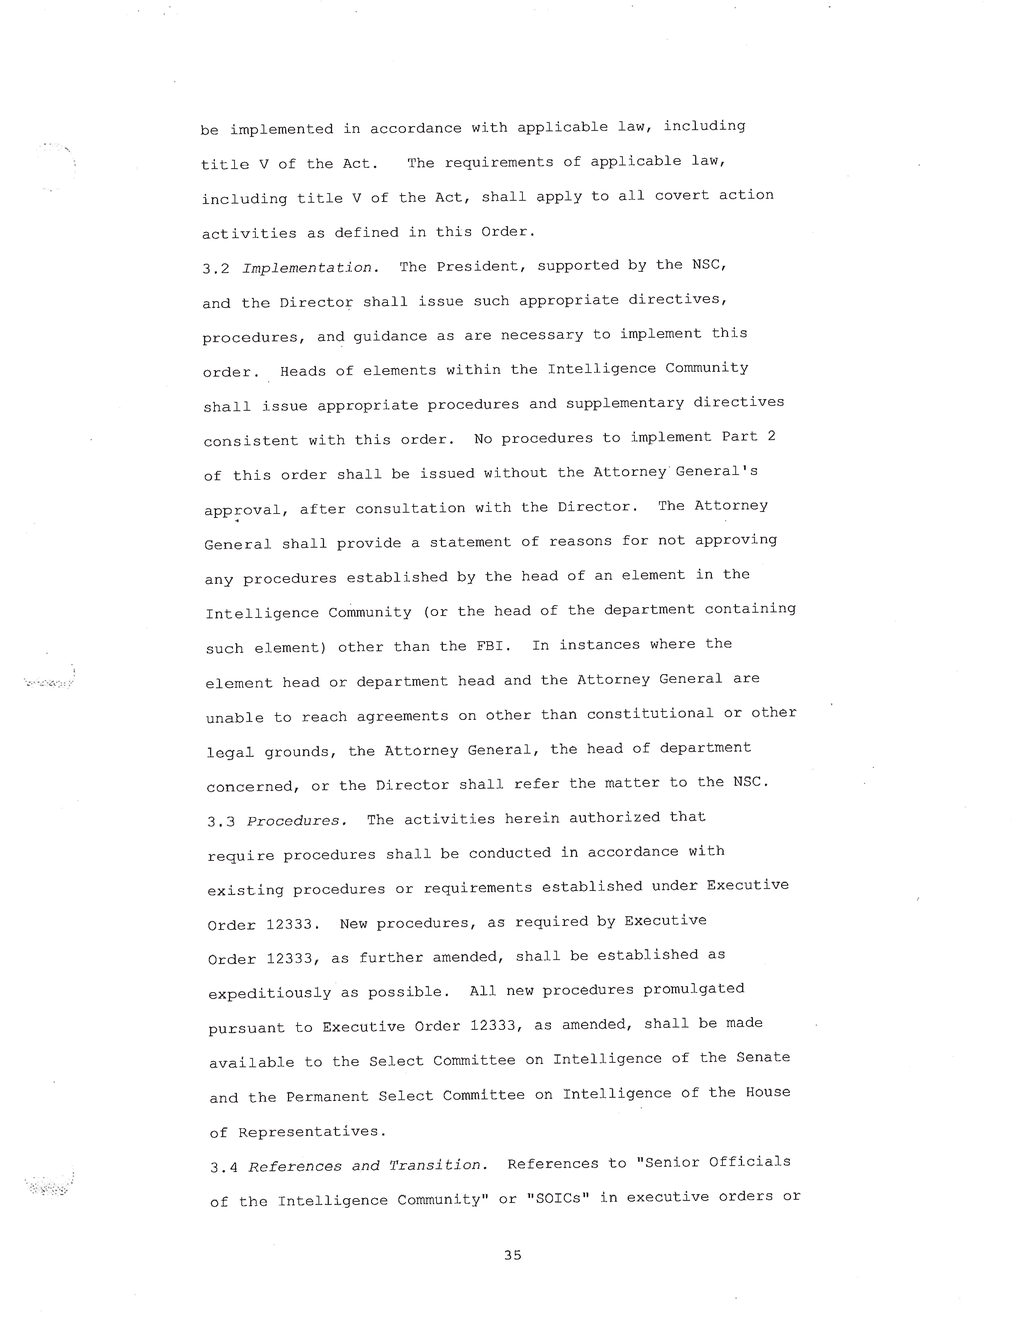 be implemented in accordance with applicable law, including
title V of the Act.  The requirements of applicable law,
including title V of the Act, shall apply to all covert action
activities as defined in this Order.
3.2 Implementation.  The President, supported by the NSC,
and the Director shall issue such appropriate directives,
procedures, and guidance as are necessary to implement this
order.  Heads of elements within the Intelligence Community
shall issue appropriate procedures and supplementary directives
consistent with this order.  No procedures to implement Part 2
of this order shall be issued without the Attorney General's
approval, after consultation with the Director.  The Attorney
General shall provide a statement of reasons for not approving
any procedures established by the head of an element in the
Intelligence Community (or the head of the department containing
such element) other than the FBI.  In instances where the
element head or department head and the Attorney General are
unable to reach agreements on other than constitutional or other
legal grounds, the Attorney General, the head of department
concerned, or the Director shall refer the matter to the NSC.
3.3 Procedures.  The activities herein authorized that
require procedures shall be conducted in accordance with
existing procedures or requirements established under Executive
Order 12333.  New procedures, as required by Executive
Order 12333, as further amended, shall be established as
expeditiously as possible.  All new procedures promulgated
pursuant to Executive Order 12333, as amended, shall be made
available to the Select Committee on Intelligence of the Senate
and the Permanent Select Committee on Intelligence of the House
of Representatives.
3.4 References and Transition.  References to "Senior Officials
of the Intelligence Community" or "SOICs" in executive orders or
35